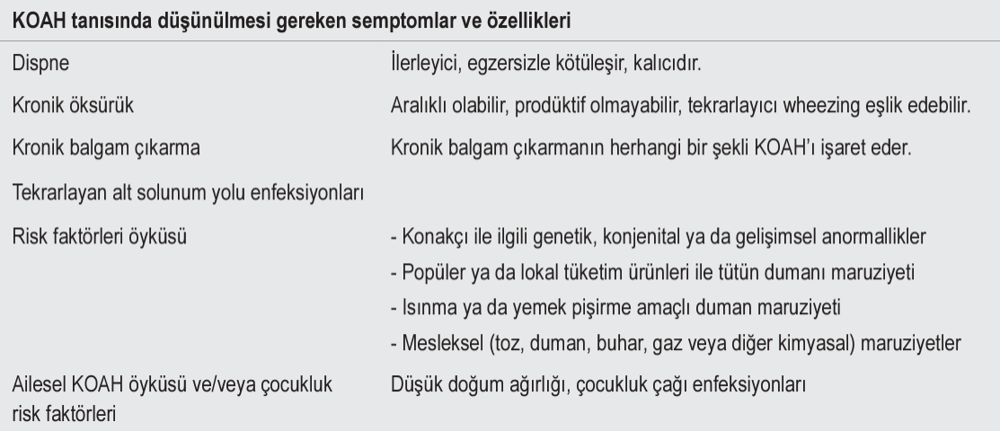 KOAH tanısında düşünülmesi gereken semptomlar ve özellikleri
Dispne İlerleyici, egzersizle kötüleşir, kalıcıdır.
Kronik öksürük Aralıklı olabilir, prodüktif olmayabilir, tekrarlayıcı wheezing eşlik edebilir.
Kronik balgam çıkarma Kronik balgam çıkarmanın herhangi bir şekli KOAH’ı işaret eder.
Tekrarlayan alt solunum yolu enfeksiyonları
Risk faktörleri öyküsü - Konakçı ile ilgili genetik, konjenital ya da gelişimsel anormallikler
- Popüler ya da lokal tüketim ürünleri ile tütün dumanı maruziyeti
- Isınma ya da yemek pişirme amaçlı duman maruziyeti
- Mesleksel (toz, duman, buhar, gaz veya diğer kimyasal) maruziyetler
Ailesel KOAH öyküsü ve/veya çocukluk Düşük doğum ağırlığı, çocukluk çağı enfeksiyonları
risk faktörleri